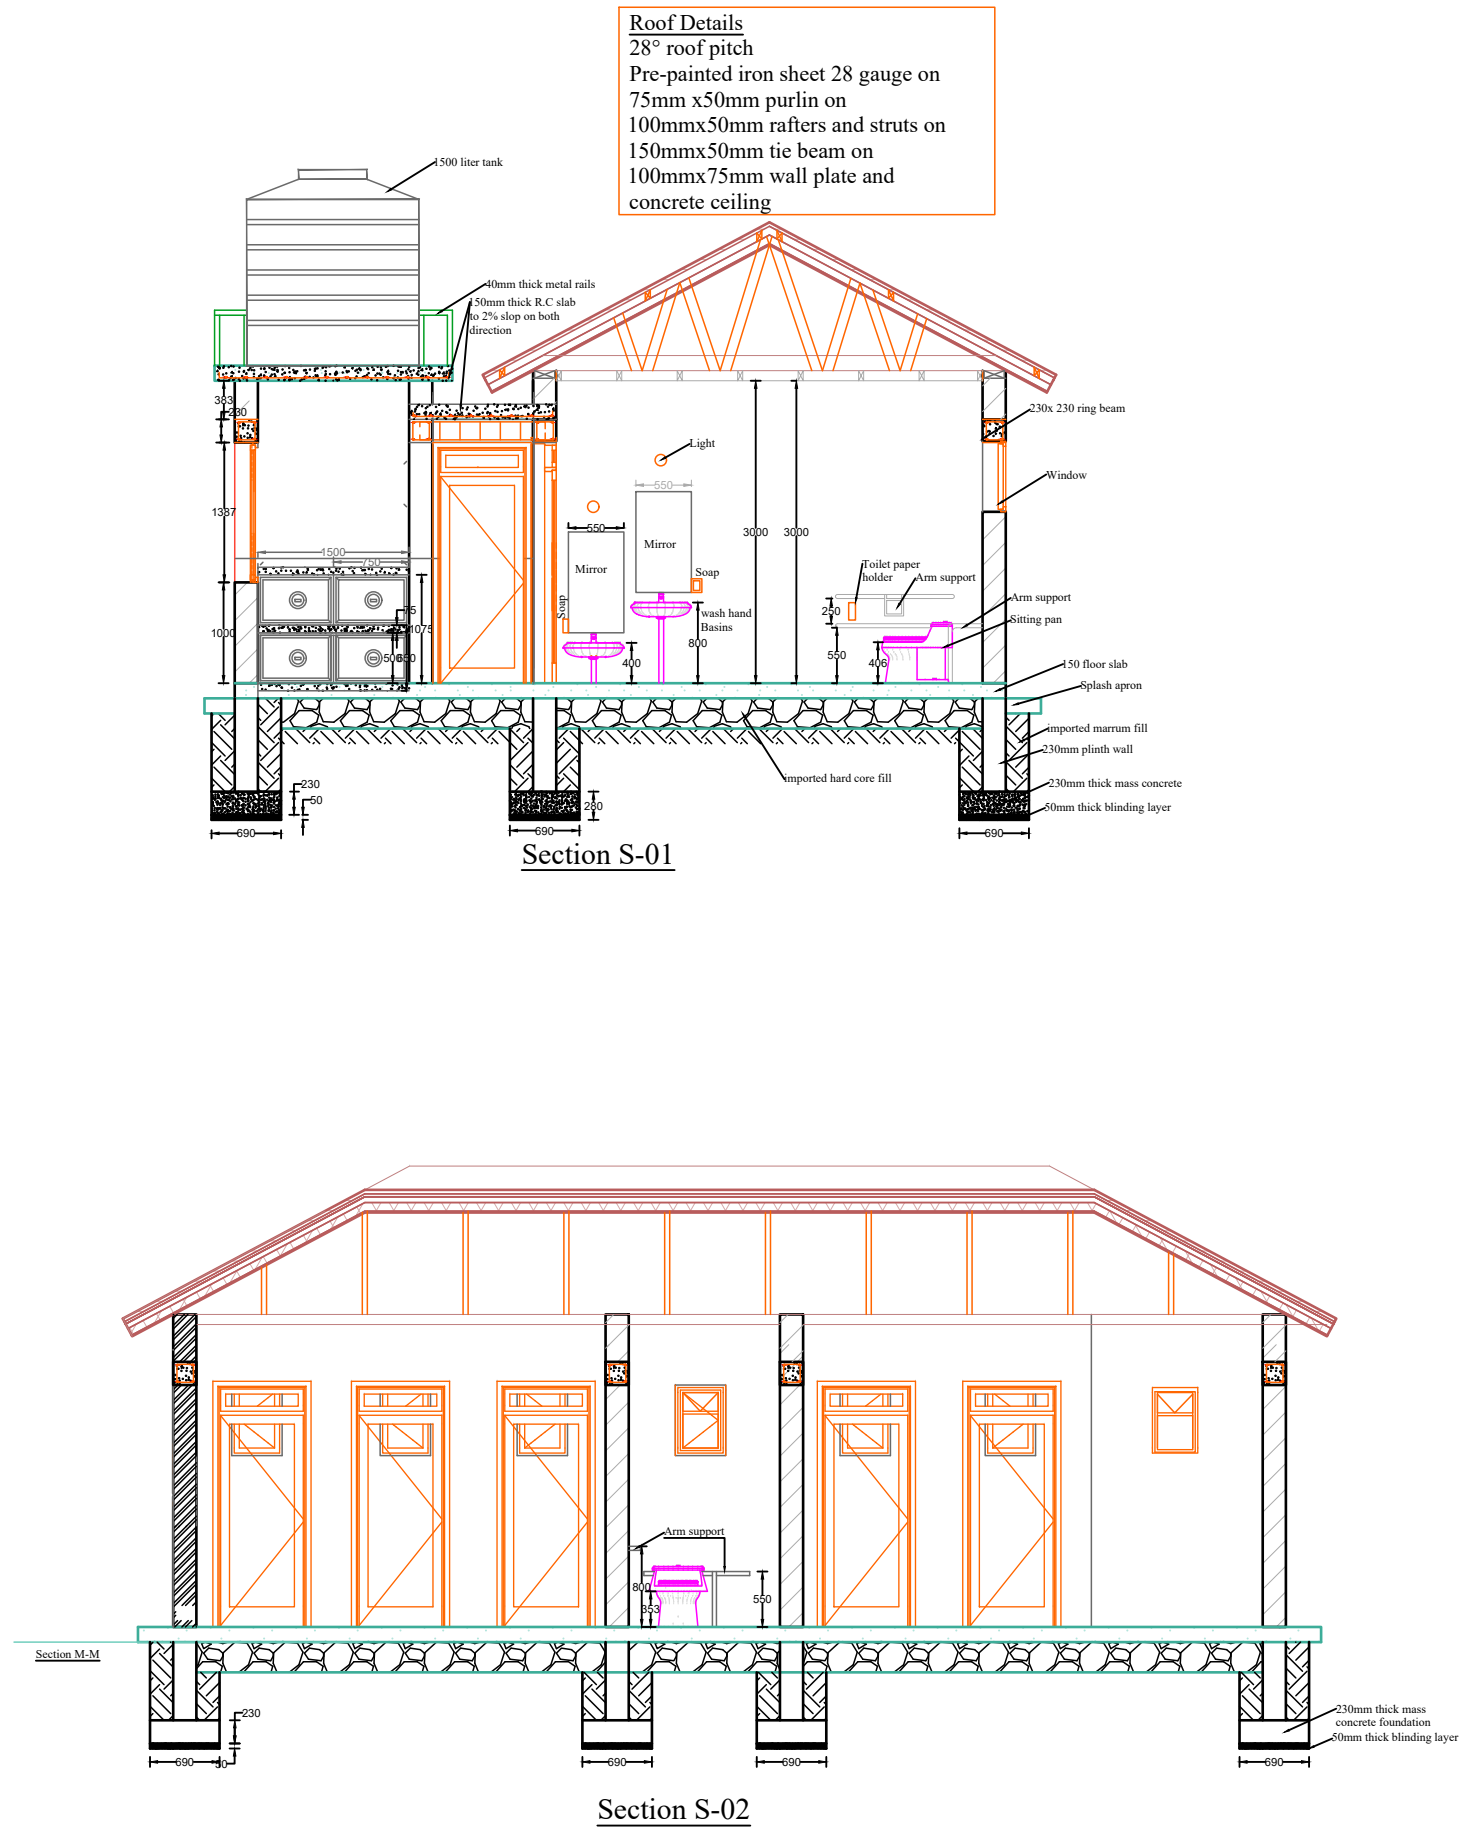 Roof Details
28° roof pitch
Pre-painted iron sheet 28 gauge on
75mm x50mm purlin on
100mmx50mm rafters and struts on
150mmx50mm tie beam on
100mmx75mm wall plate and
concrete ceiling
1500 liter tank
40mm thick metal rails
150mm thick R.C slab
to 2% slop on both
direction
383
230
230x 230 ring beam
Light
Window
550
1387
550
3000
3000
Mirror
Mirror
1500
750
Toilet paper
holder
Soap
Arm support
Arm support
Soap
75
250
wash hand
Basins
Sitting pan
1000
1075
800
500
650
400
550
406
150 floor slab
Splash apron
imported marrum fill
230mm plinth wall
imported hard core fill
230
230mm thick mass concrete
50
280
50mm thick blinding layer
690
690
690
Section S-01
Arm support
800
353
550
Section M-M
230
230mm thick mass
concrete foundation
50mm thick blinding layer
690
50
690
690
690
Section S-02